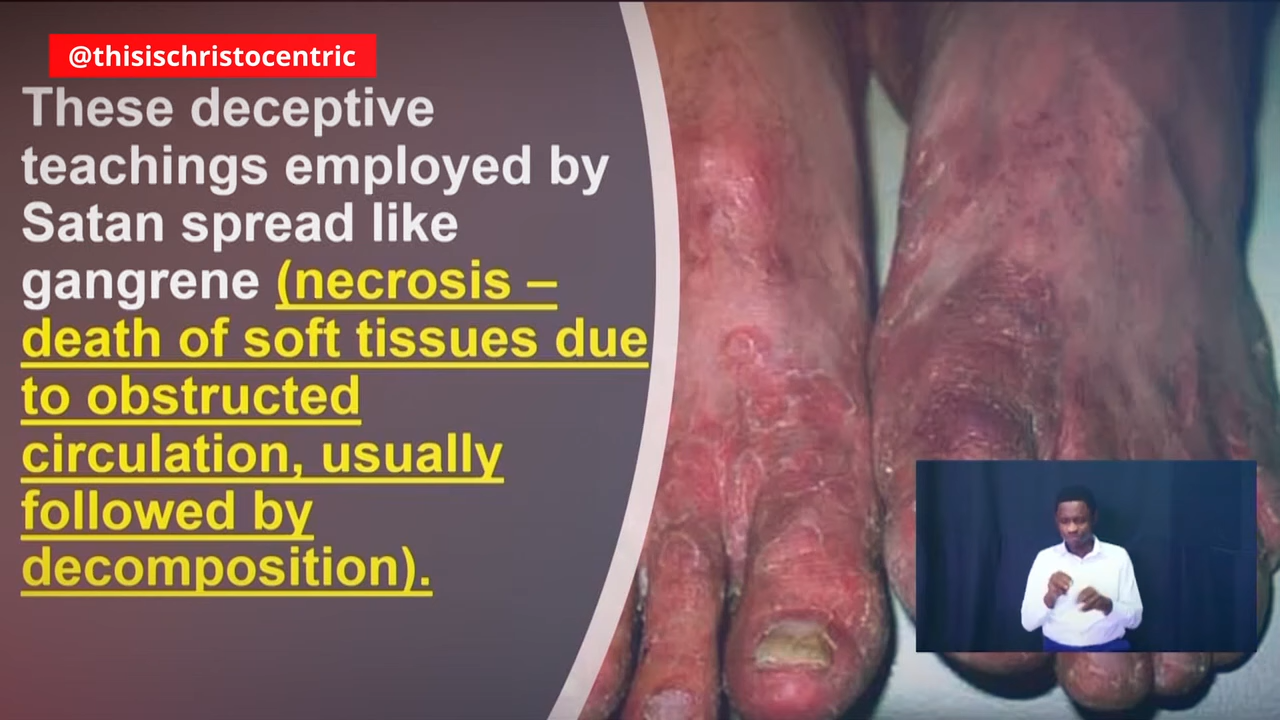 @thisischristocentric
These deceptive
teachings employed by
Satan spread like
gangrene (necrosis –
death of soft tissues due
to obstructed
circulation, usually
followed by
decomposition).